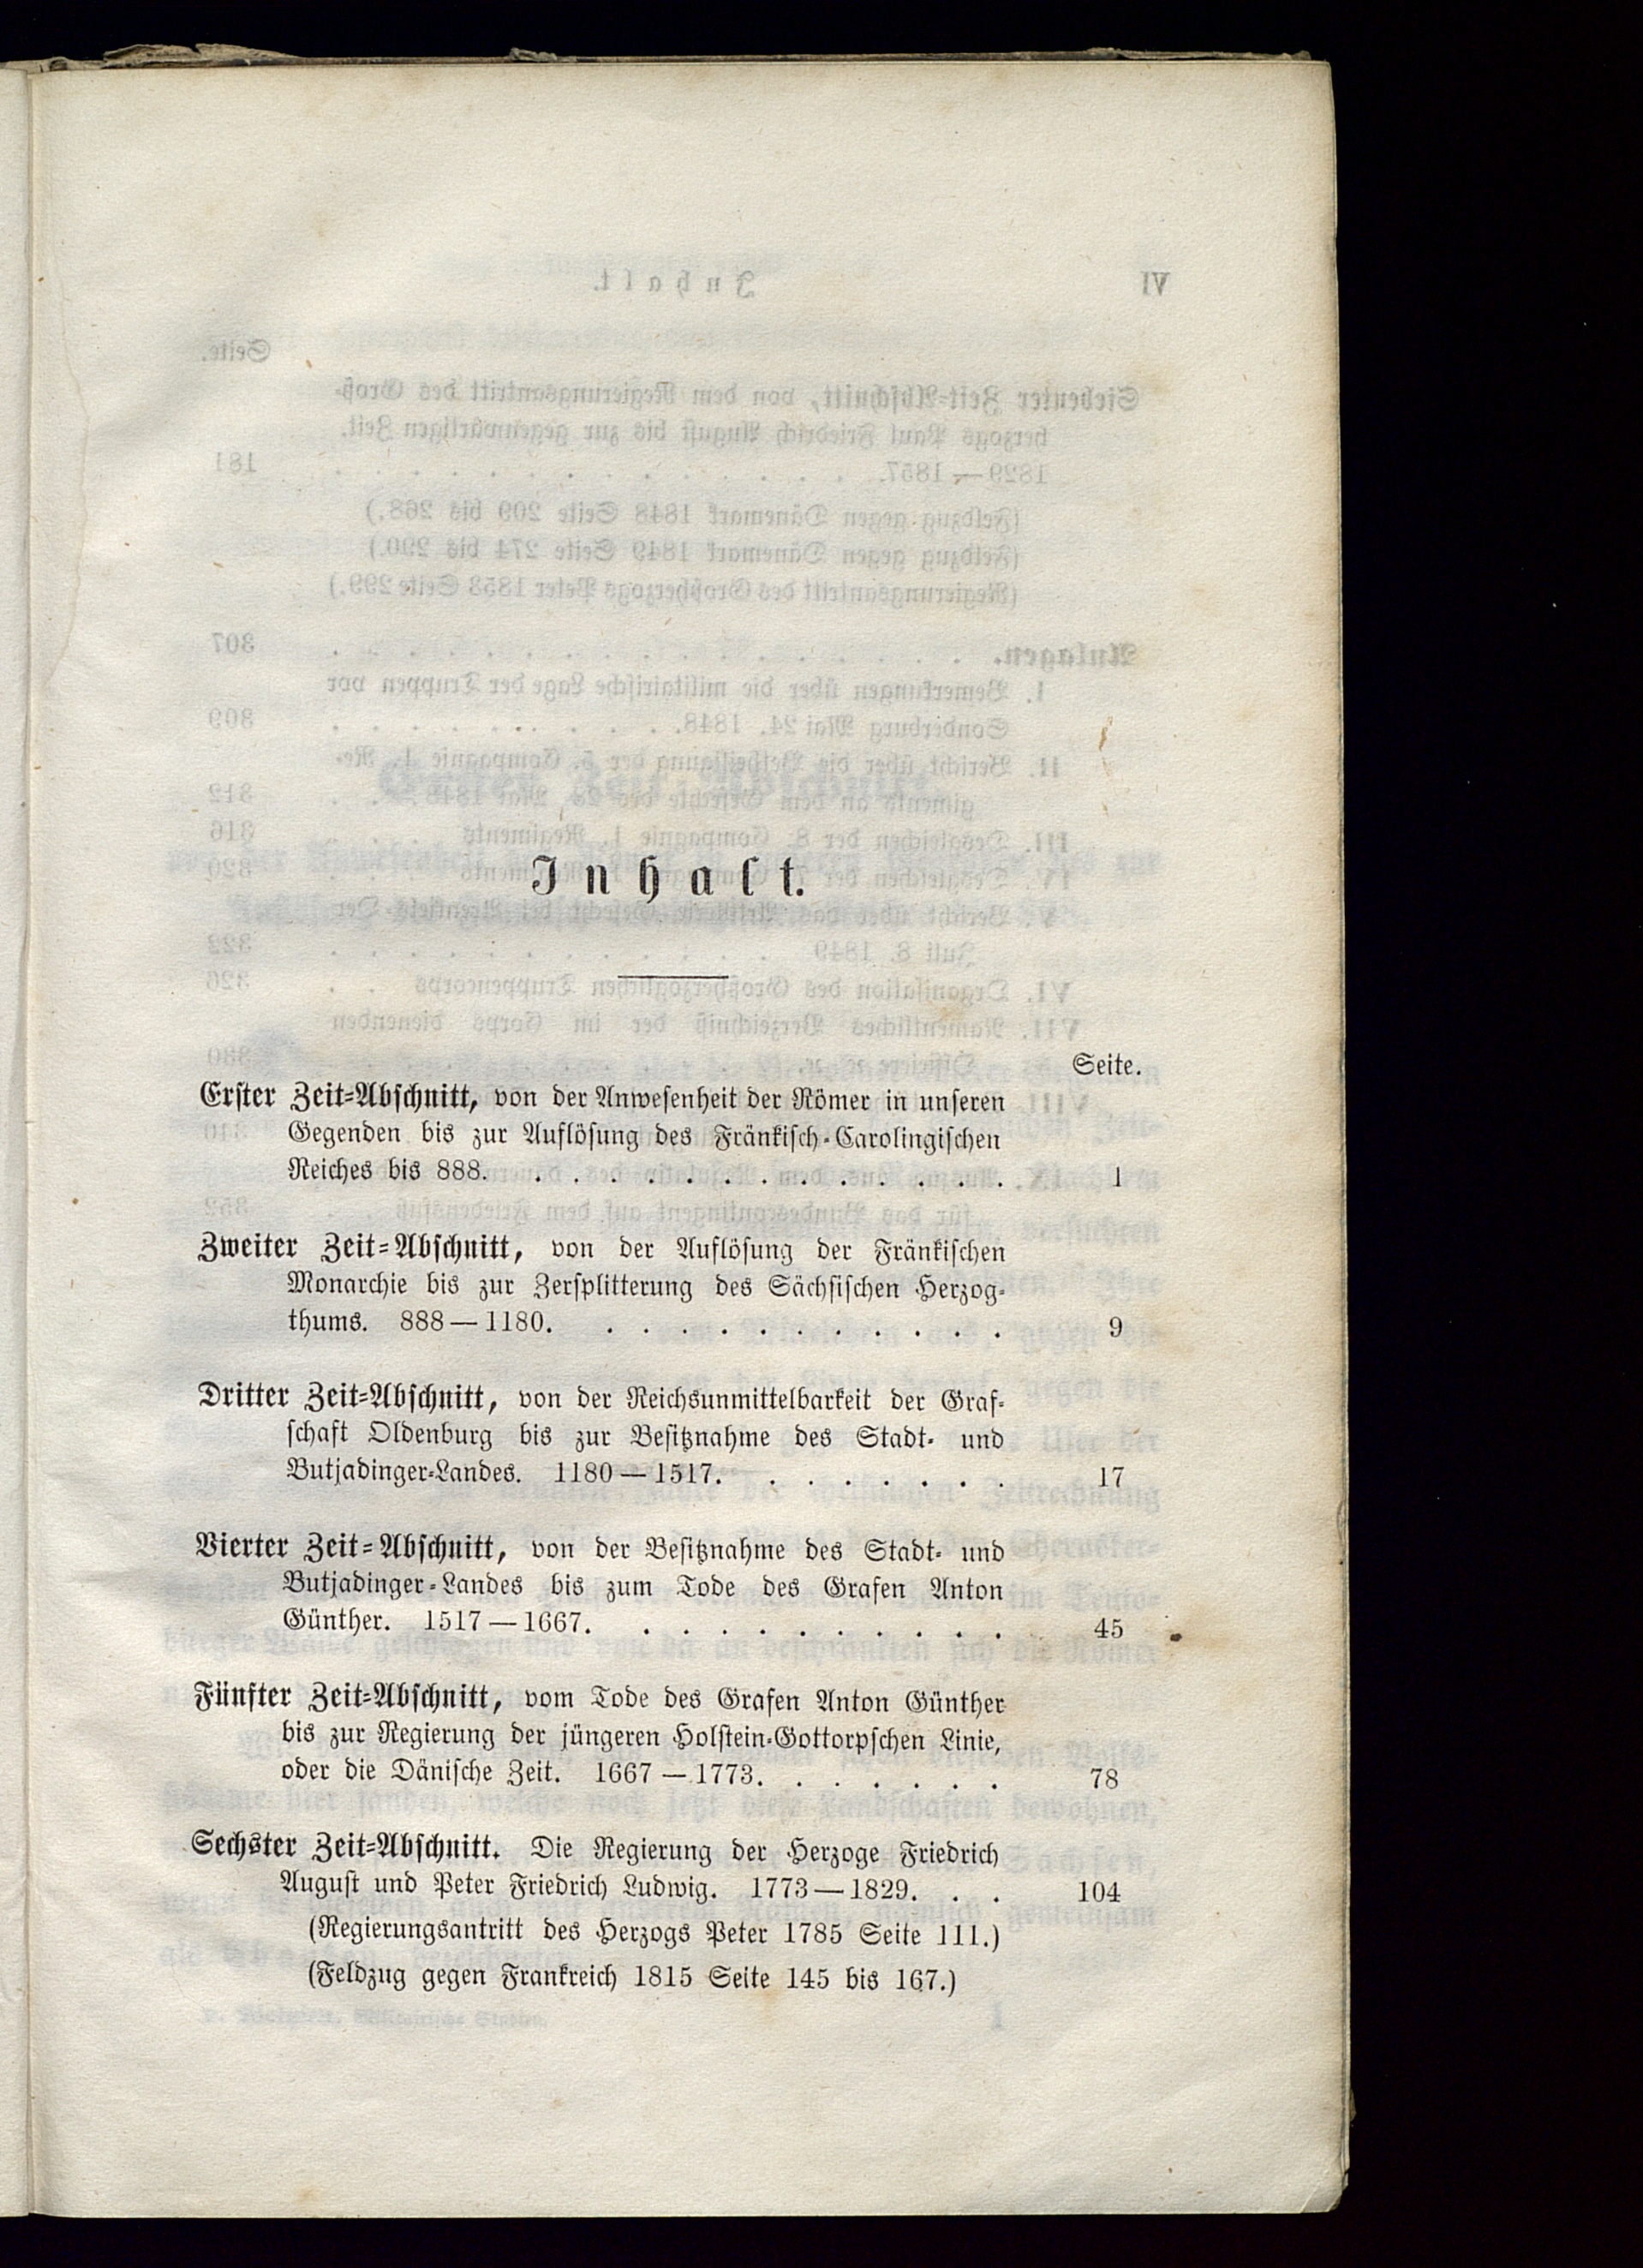 Inhalt.
Seite.
Erster Zeit-Abschnitt, von der Anwesenheit der Römer in unseren
Gegenden bis zur Auflösung des Fränkisch-Carolingischen
Reiches bis 888. . . . . . . . . . . . . . 1
Zweiter Zeit-Abschnitt, von der Auflösung der Fränkischen
Monarchie bis zur Zersplitterung des Sächsischen Herzog-
thums. 888—1180. . . . . . . . . . . . 9
Dritter Zeit-Abschnitt, von der Reichsunmittelbarkeit der Graf-
schaft Oldenburg bis zur Besitznahme des Stadt- und
Butjadinger-Landes. 1180—1517. . . . . . . . 17
Vierter Zeit-Abschnitt, von der Besitznahme des Stadt- und
Butjadinger-Landes bis zum Tode des Grafen Anton
Günther. 1517—1667. . . . . . . . . . . 45
Fünfter Zeit-Abschnitt, vom Tode des Grafen Anton Günther
bis zur Regierung der jüngeren Holstein-Gottorpschen Linie,
oder die Dänische Zeit. 1667—1773. . . . . . . 78
Sechster Zeit-Abschnitt. Die Regierung der Herzoge Friedrich
August und Peter Friedrich Ludwig. 1773—1829. . . 104
(Regierungsantritt des Herzogs Peter 1785 Seite 111.)
(Feldzug gegen Frankreich 1815 Seite 145 bis 167.)